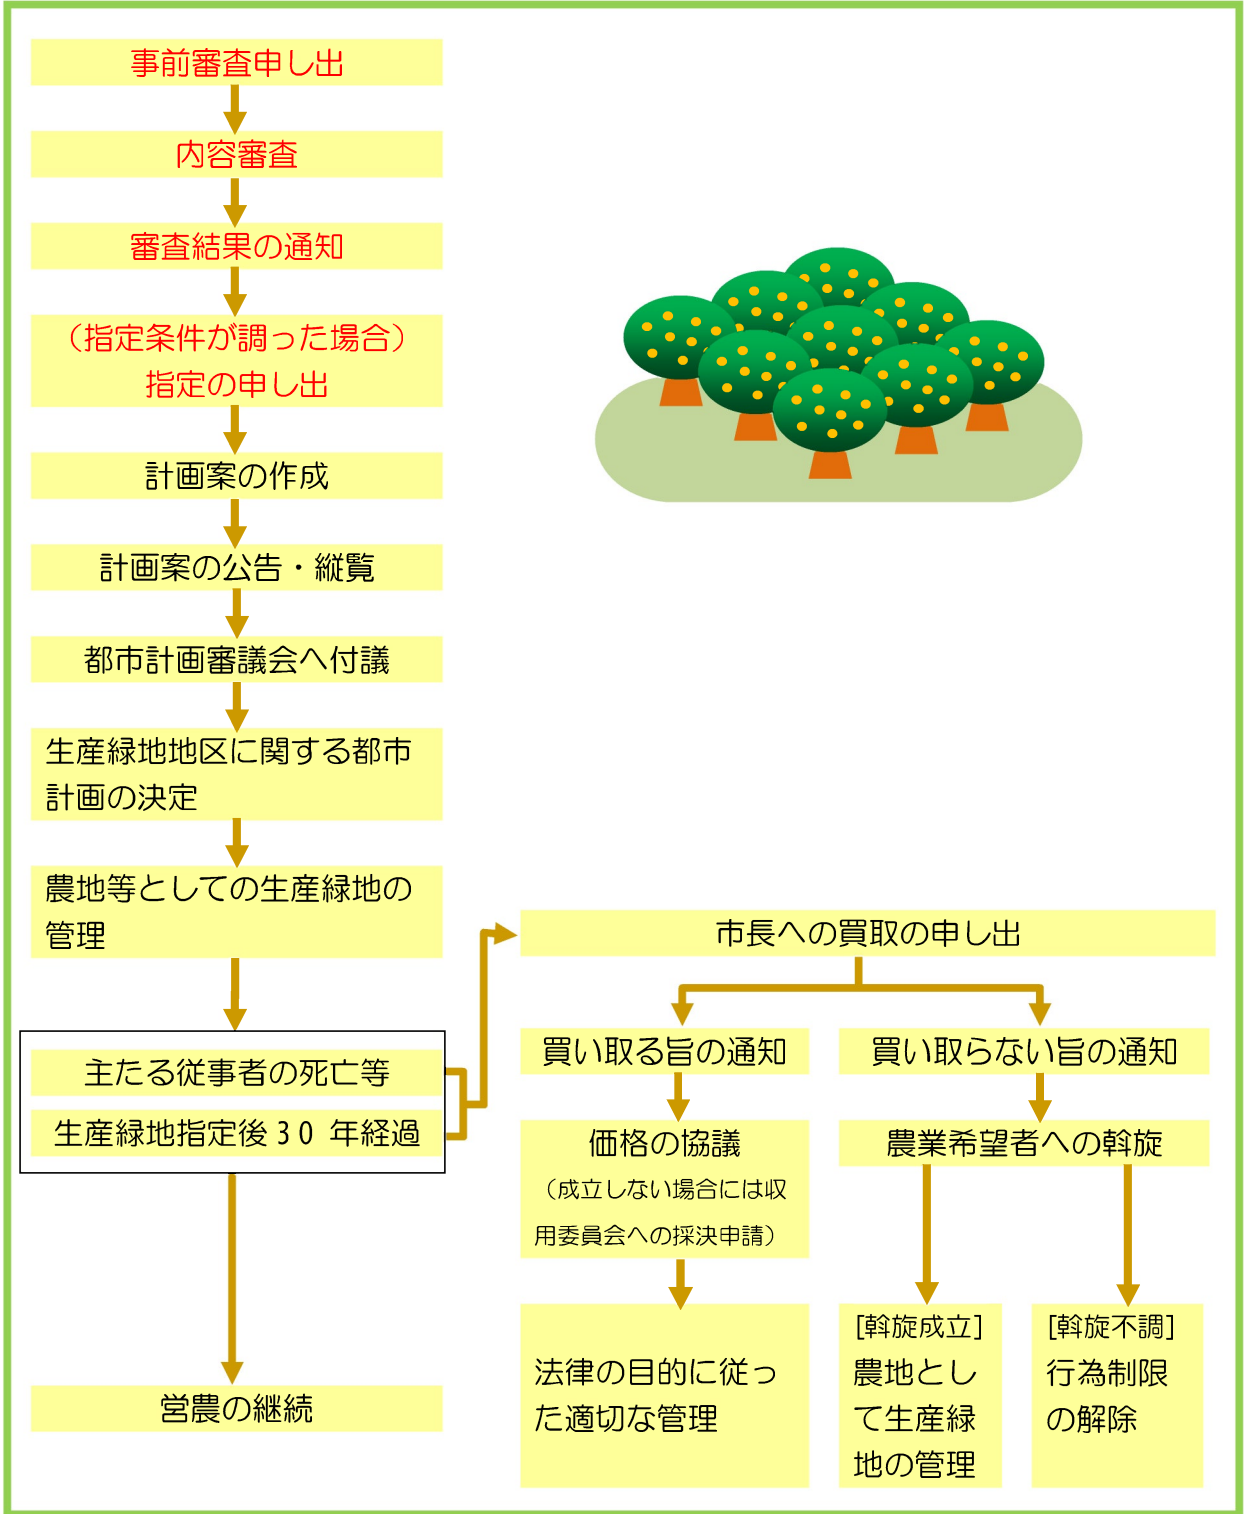 事前審査申し出
内容審査
審査結果の通知
（指定条件が調った場合）
指定の申し出
計画案の作成
計画案の公告・縦覧
都市計画審議会へ付議
生産緑地地区に関する都市
計画の決定
農地等としての生産緑地の
管理
主たる従事者の死亡等
生産緑地指定後30 年経過
営農の継続
市長への買取の申し出
買い取る旨の通知
価格の協議
（成立しない場合には収
用委員会への採決申請）
法律の目的に従っ
た適切な管理
買い取らない旨の通知
農業希望者への斡旋
[斡旋成立]
農地とし
て生産緑
地の管理
[斡旋不調]
行為制限
の解除